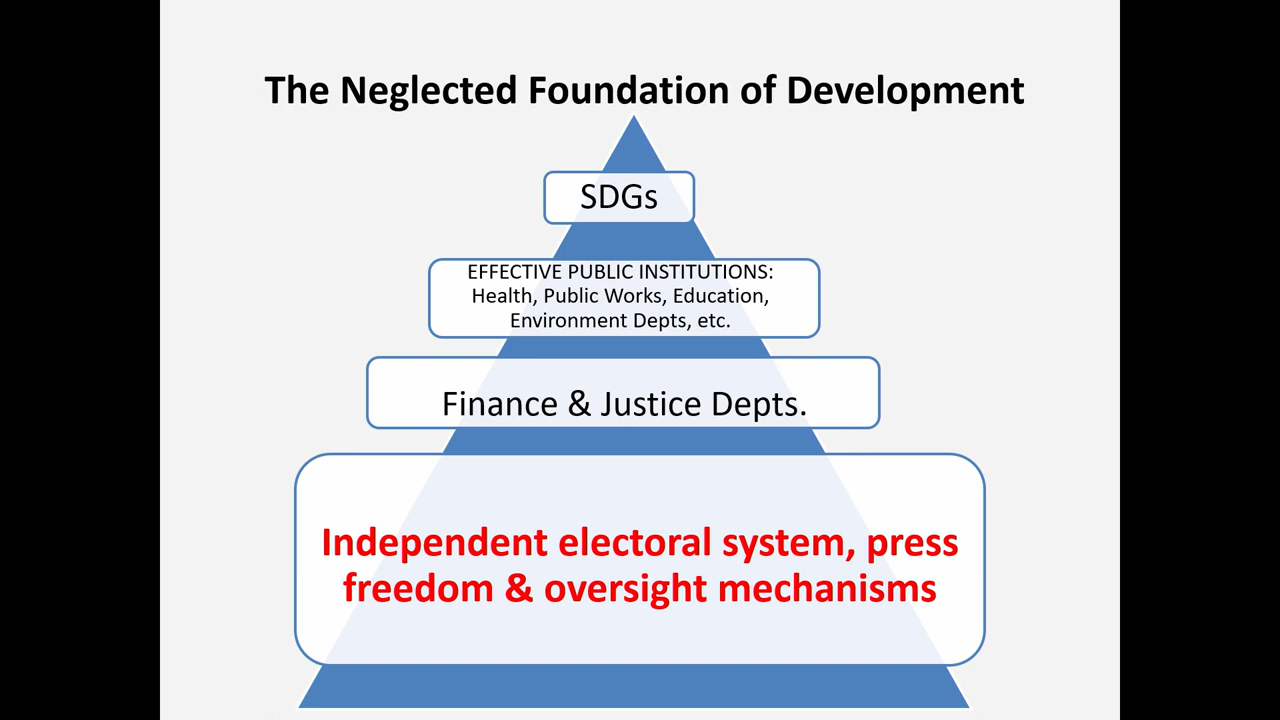 The Neglected Foundation of Development
SDGs
EFFECTIVE PUBLIC INSTITUTIONS:
Health, Public Works, Education,
Environment Depts, etc.
Finance & Justice Depts.
Independent electoral system, press
freedom & oversight mechanisms